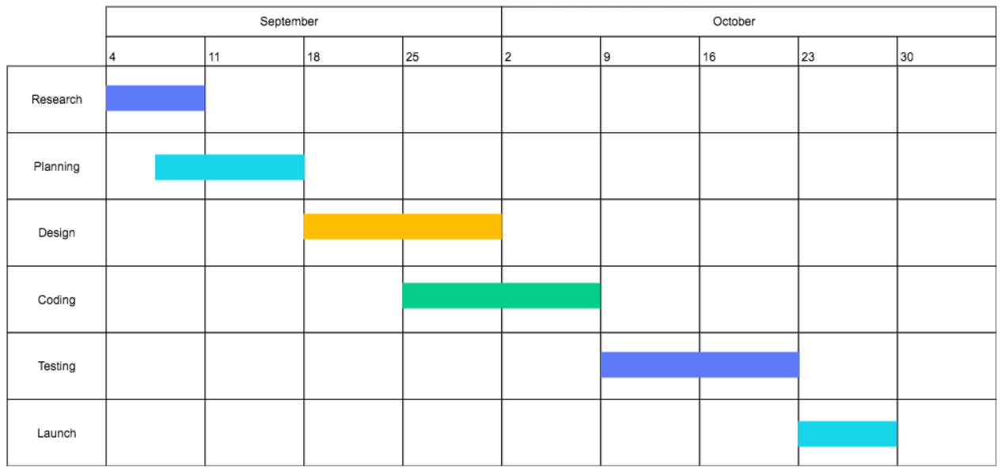 September October
4 11 18 25 2 9 16 23 30
Research
Planning
Design
Coding
Testing
Launch